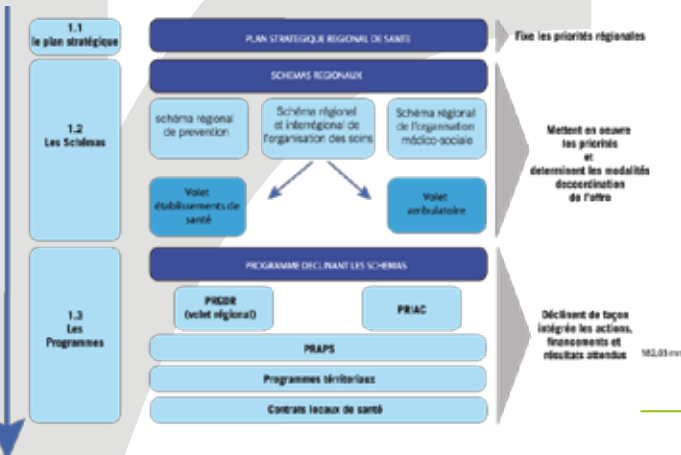 1.1
le plan stratégique
PLAN STRATEGIQUE REGIONAL DE SANTE
Fixe les priorités régionales
1.2
Les Schémas
SCHEMAS REGIONAUX
schéma régional
de prevention
Schéma régional
et interrégional de
l'organisation des soins
Schéma régional
de l'organisation
médico-sociale
Volet
établissements de
santé
Volet
ambulatoire
Mettent en oeuvre
les priorités
et
determinent les modalités
decoordination
de l'offre
1.3
Les
Programmes
PROGRAMME DECLINANT LES SCHEMAS
PRGDR
(volet régional)
PRIAC
PRAPS
Programmes térritoriaux
Contrats locaux de santé
Déclinent de façon
intégrée les actions,
financements et
résultats attendus